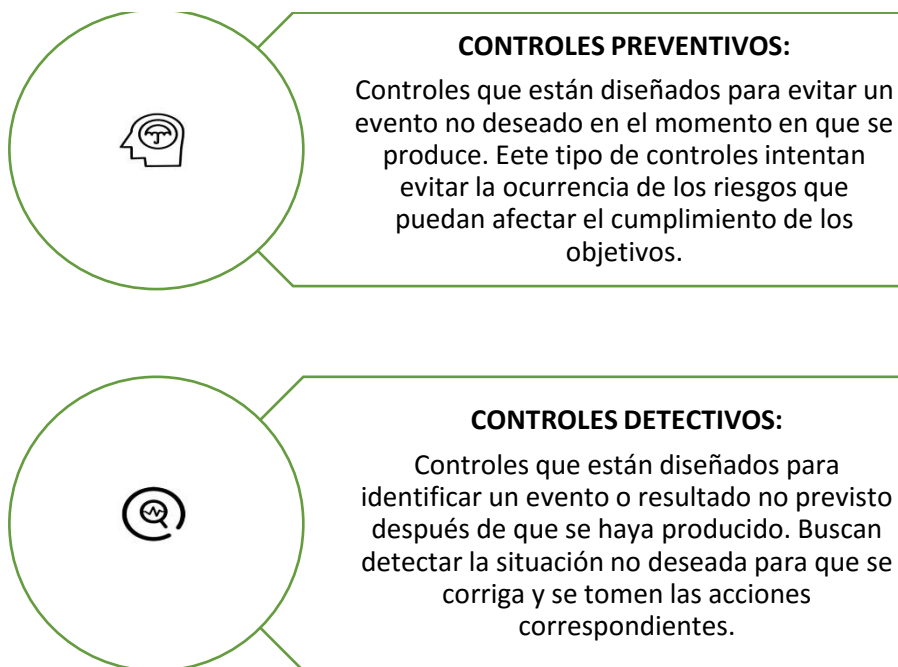 CONTROLES PREVENTIVOS:
Controles que están diseñados para evitar un
evento no deseado en el momento en que se
produce. Eete tipo de controles intentan
evitar la ocurrencia de los riesgos que
puedan afectar el cumplimiento de los
objetivos.
CONTROLES DETECTIVOS:
Controles que están diseñados para
identificar un evento o resultado no previsto
después de que se haya producido. Buscan
detectar la situación no deseada para que se
corriga y se tomen las acciones
correspondientes.